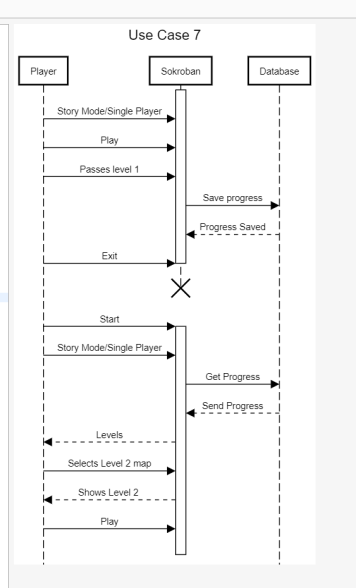 Use Case 7
Player
Sokroban
Database
Story Mode/Single Player
Play
Passes level 1
Save progress
Progress Saved
Exit
Start
Story Mode/Single Player
Get Progress
Send Progress
Levels
Selects Level 2 map
Shows Level 2
Play